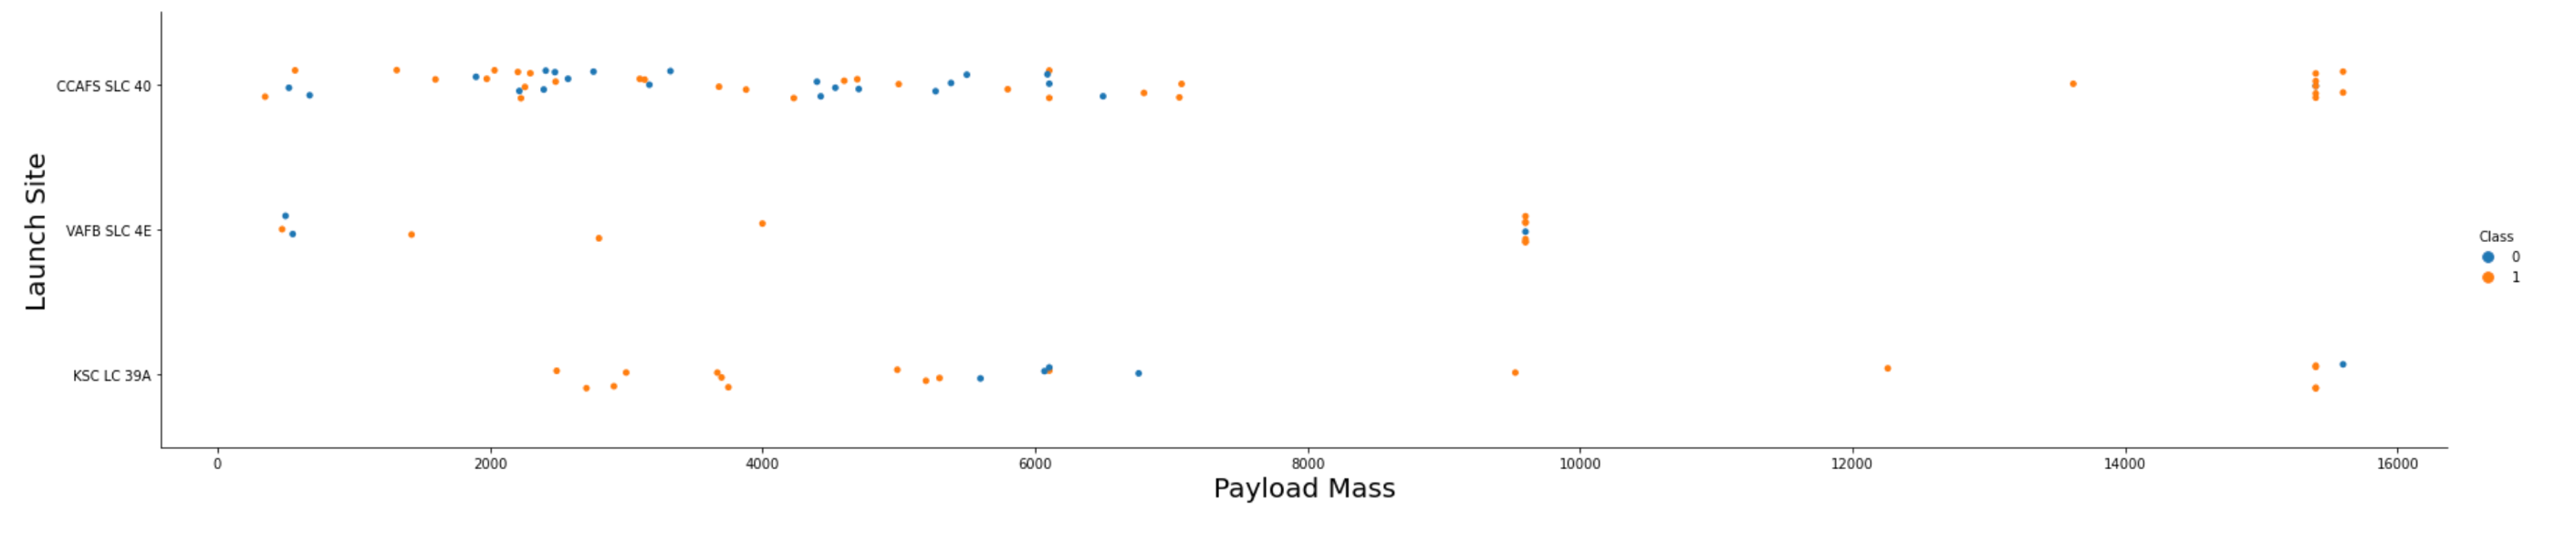 CCAFS SLC 40
VAFB SLC 4E
KSC LC 39A
Launch Site
0 2000 4000 6000 8000 10000 12000 14000 16000
Payload Mass
Class
0
1